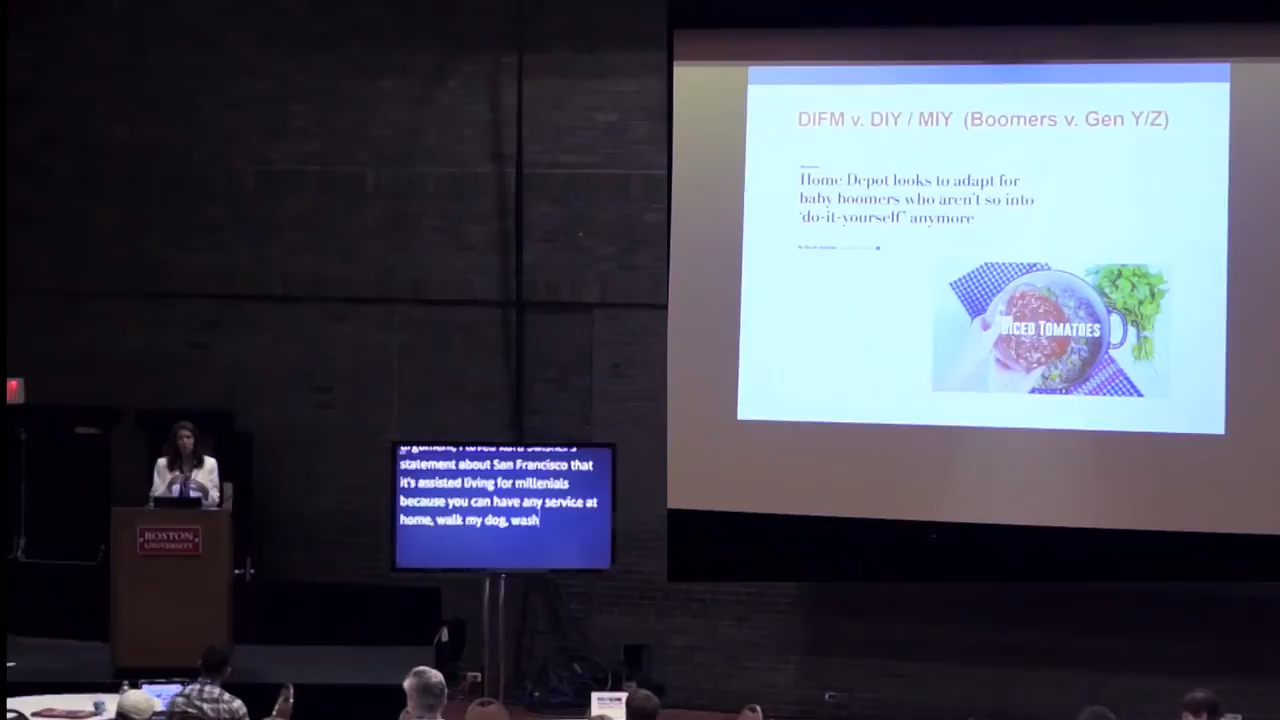 DIFM v. DIY / MIY (Boomers v. Gen Y/Z)
Home Depot looks to adapt for
baby boomers who aren't so into
'do-it-yourself' anymore
DICED TOMATOES
statement about San Francisco that
it's assisted living for millenials
because you can have any service at
home, walk my dog, wash
BOSTON
UNIVERSITY